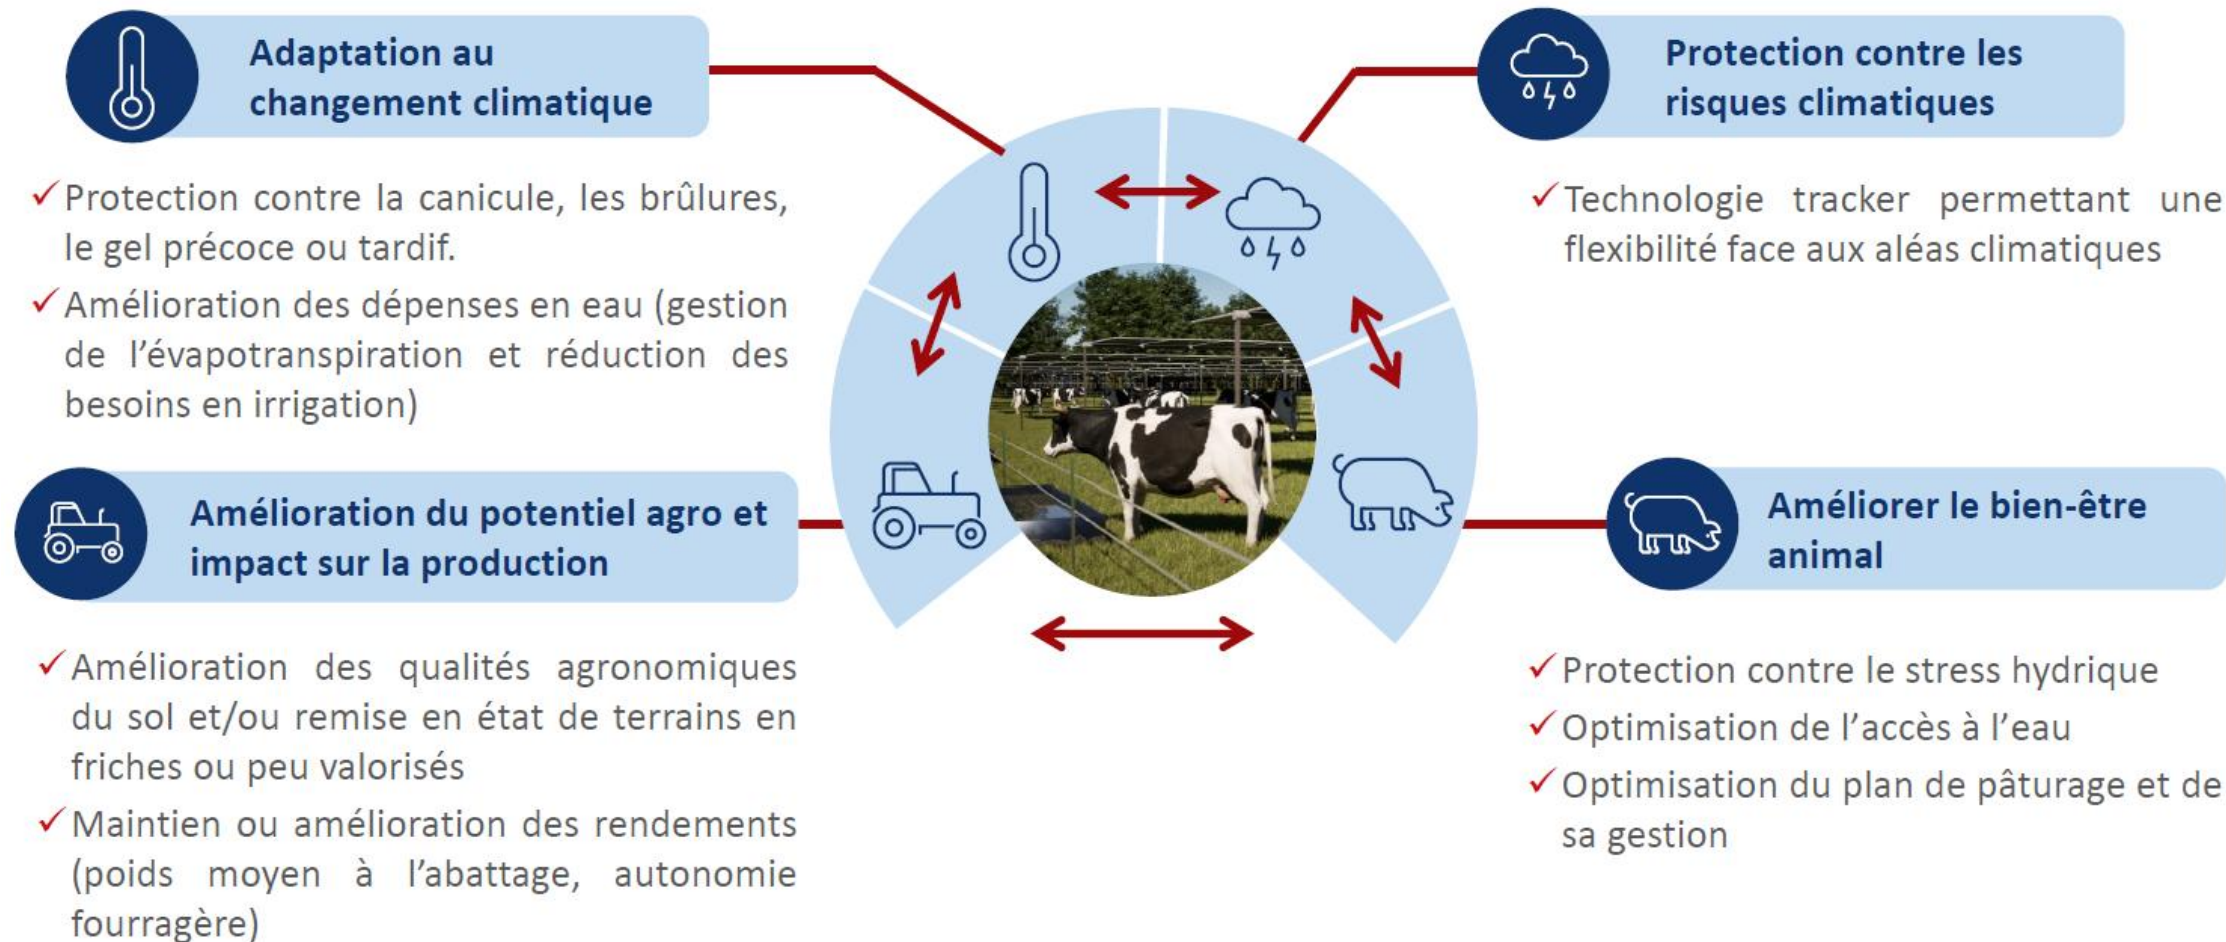 Adaptation au
changement climatique
✓ Protection contre la canicule, les brûlures,
le gel précoce ou tardif.
✓ Amélioration des dépenses en eau (gestion
de l’évapotranspiration et réduction des
besoins en irrigation)
Amélioration du potentiel agro et
impact sur la production
✓ Amélioration des qualités agronomiques
du sol et/ou remise en état de terrains en
friches ou peu valorisés
✓ Maintien ou amélioration des rendements
(poids moyen à l’abattage, autonomie
fourragère)
Protection contre les
risques climatiques
✓ Technologie tracker permettant une
flexibilité face aux aléas climatiques
Améliorer le bien-être
animal
✓ Protection contre le stress hydrique
✓ Optimisation de l’accès à l’eau
✓ Optimisation du plan de pâturage et de
sa gestion